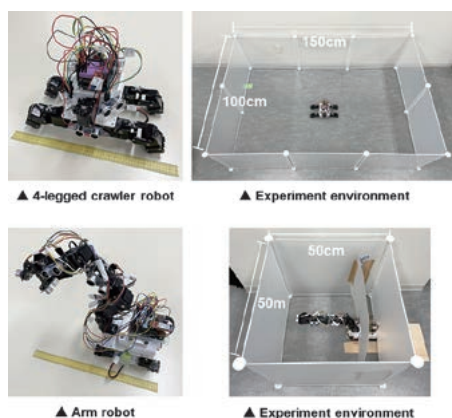 150cm
100cm
▲ 4-legged crawler robot
▲ Experiment environment
50cm
50m
▲ Arm robot
▲ Experiment environment